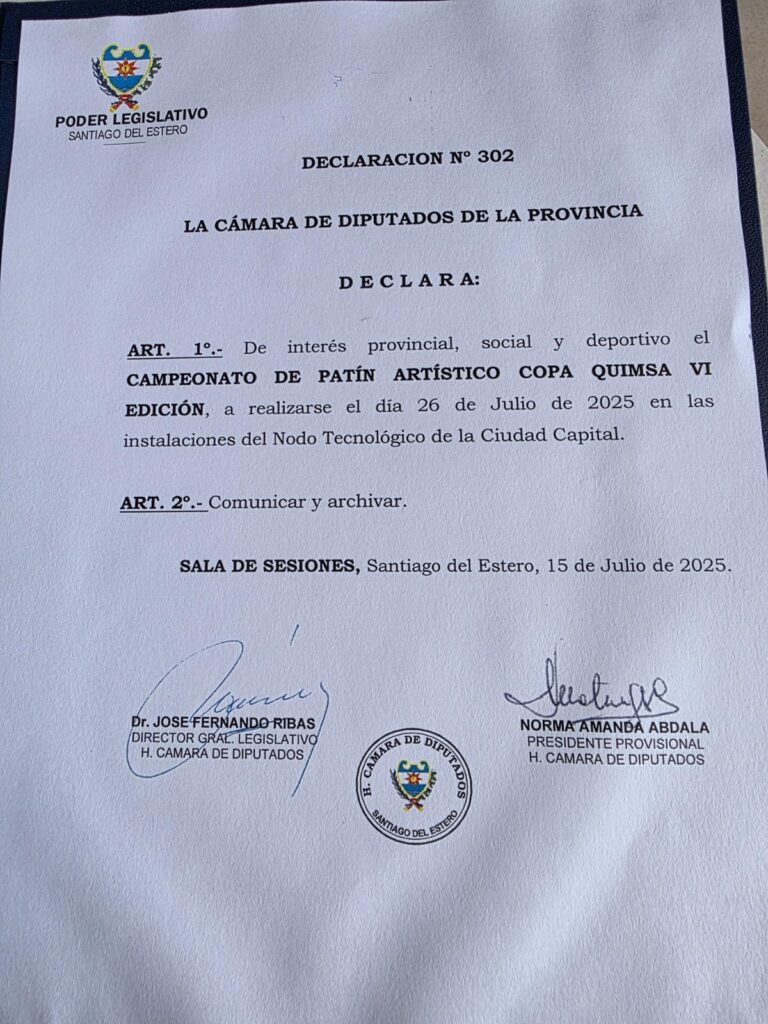 PODER LEGISLATIVO
SANTIAGO DEL ESTERO
DECLARACION Nº 302
LA CÁMARA DE DIPUTADOS DE LA PROVINCIA
D E C L A R A:
ART. 1º.- De interés provincial, social y deportivo el
CAMPEONATO DE PATÍN ARTÍSTICO COPA QUIMSA VI
EDICIÓN, a realizarse el día 26 de Julio de 2025 en las
instalaciones del Nodo Tecnológico de la Ciudad Capital.
ART. 2º.- Comunicar y archivar.
SALA DE SESIONES, Santiago del Estero, 15 de Julio de 2025.
Dr. JOSE FERNANDO RIBAS
DIRECTOR GRAL. LEGISLATIVO
H. CAMARA DE DIPUTADOS
NORMA AMANDA ABDALA
PRESIDENTE PROVISIONAL
H. CAMARA DE DIPUTADOS
H. CAMARA DE DIPUTADOS
SANTIAGO DEL ESTERO